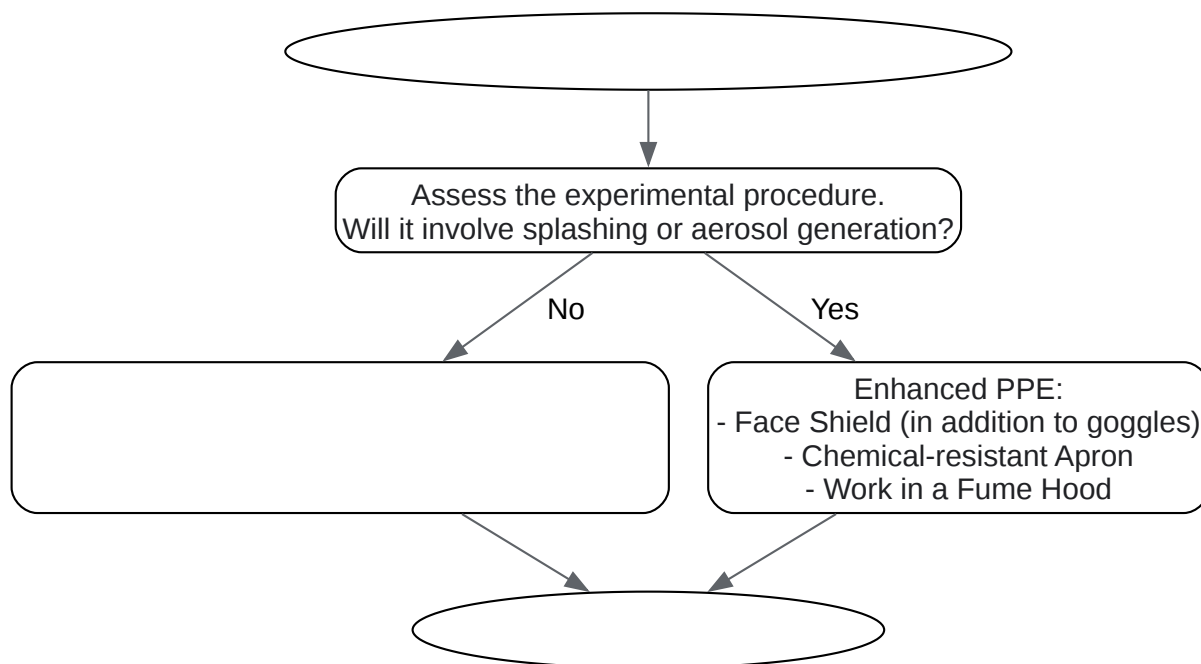 Assess the experimental procedure.
Will it involve splashing or aerosol generation?
No
Yes
Enhanced PPE:
- Face Shield (in addition to goggles)
- Chemical-resistant Apron
- Work in a Fume Hood